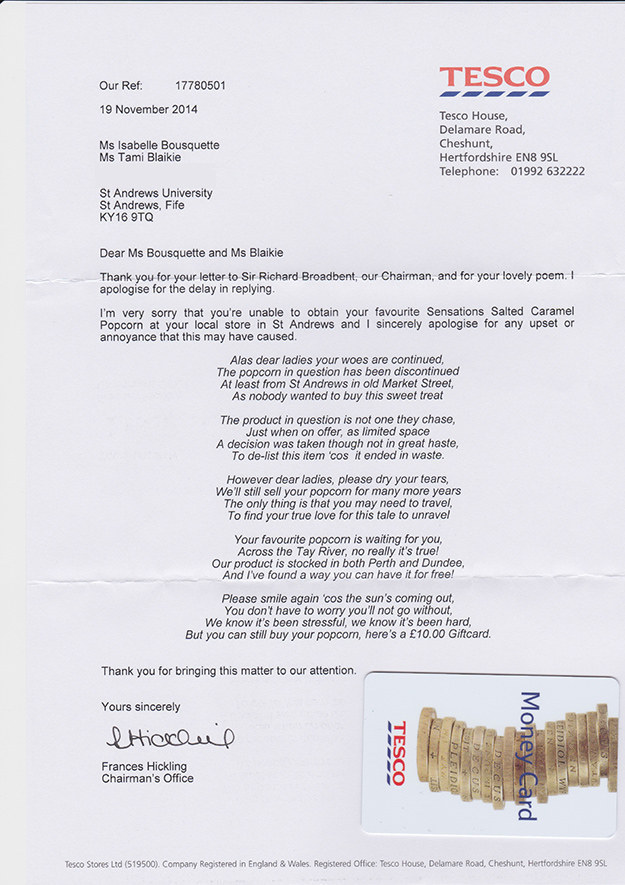 TESCO
Our Ref: 17780501
19 November 2014
Tesco House,
Delamare Road,
Cheshunt,
Hertfordshire EN8 9SL
Telephone: 01992 632222
Ms Isabelle Bousquette
Ms Tami Blaikie
St Andrews University
St Andrews, Fife
KY16 9TQ
Dear Ms Bousquette and Ms Blaikie
Thank you for your letter to Sir Richard Broadbent, our Chairman, and for your lovely poem. I
apologise for the delay in replying.
I'm very sorry that you're unable to obtain your favourite Sensations Salted Caramel
Popcorn at your local store in St Andrews and I sincerely apologise for any upset or
annoyance that this may have caused.
Alas dear ladies your woes are continued,
The popcorn in question has been discontinued
At least from St Andrews in old Market Street,
As nobody wanted to buy this sweet treat
The product in question is not one they chase,
Just when on offer, as limited space
A decision was taken though not in great haste,
To de-list this item 'cos it ended in waste.
However dear ladies, please dry your tears,
We'll still sell your popcorn for many more years
The only thing is that you may need to travel,
To find your true love for this tale to unravel
Your favourite popcorn is waiting for you,
Across the Tay River, no really it's true!
Our product is stocked in both Perth and Dundee,
And I've found a way you can have it for free!
Please smile again 'cos the sun's coming out,
You don't have to worry you'll not go without,
We know it's been stressful, we know it's been hard,
But you can still buy your popcorn, here's a £10.00 Giftcard.
Thank you for bringing this matter to our attention.
Yours sincerely
Frances Hickling
Chairman's Office
TESCO
Money Card
DECUS
Tesco Stores Ltd (519500). Company Registered in England & Wales. Registered Office: Tesco House, Delamare Road, Cheshunt, Hertfordshire EN8 9SL